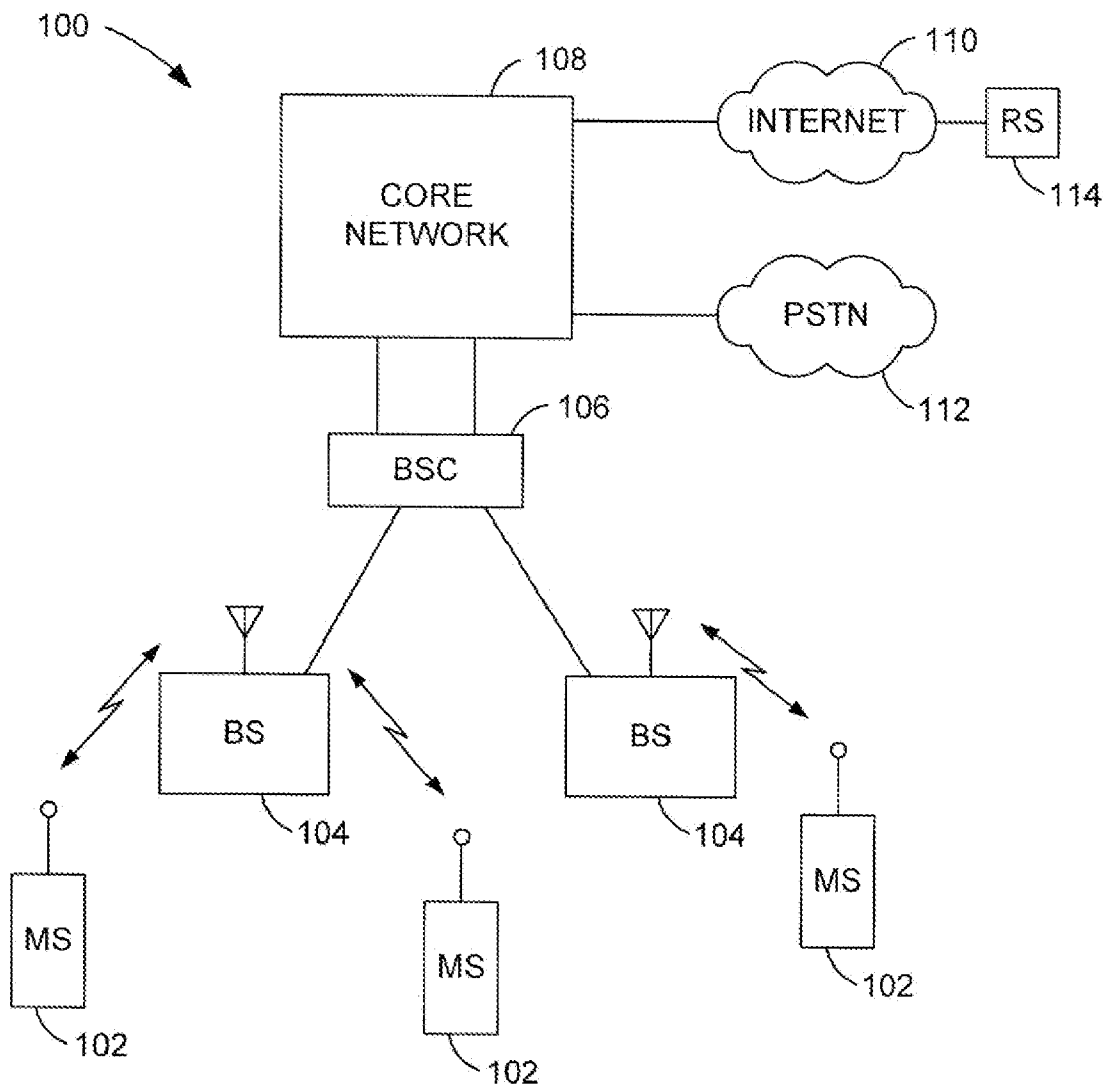 100
108
110
INTERNET
RS
114
CORE
NETWORK
PSTN
112
106
BSC
BS
104
BS
104
MS
102
MS
102
MS
102